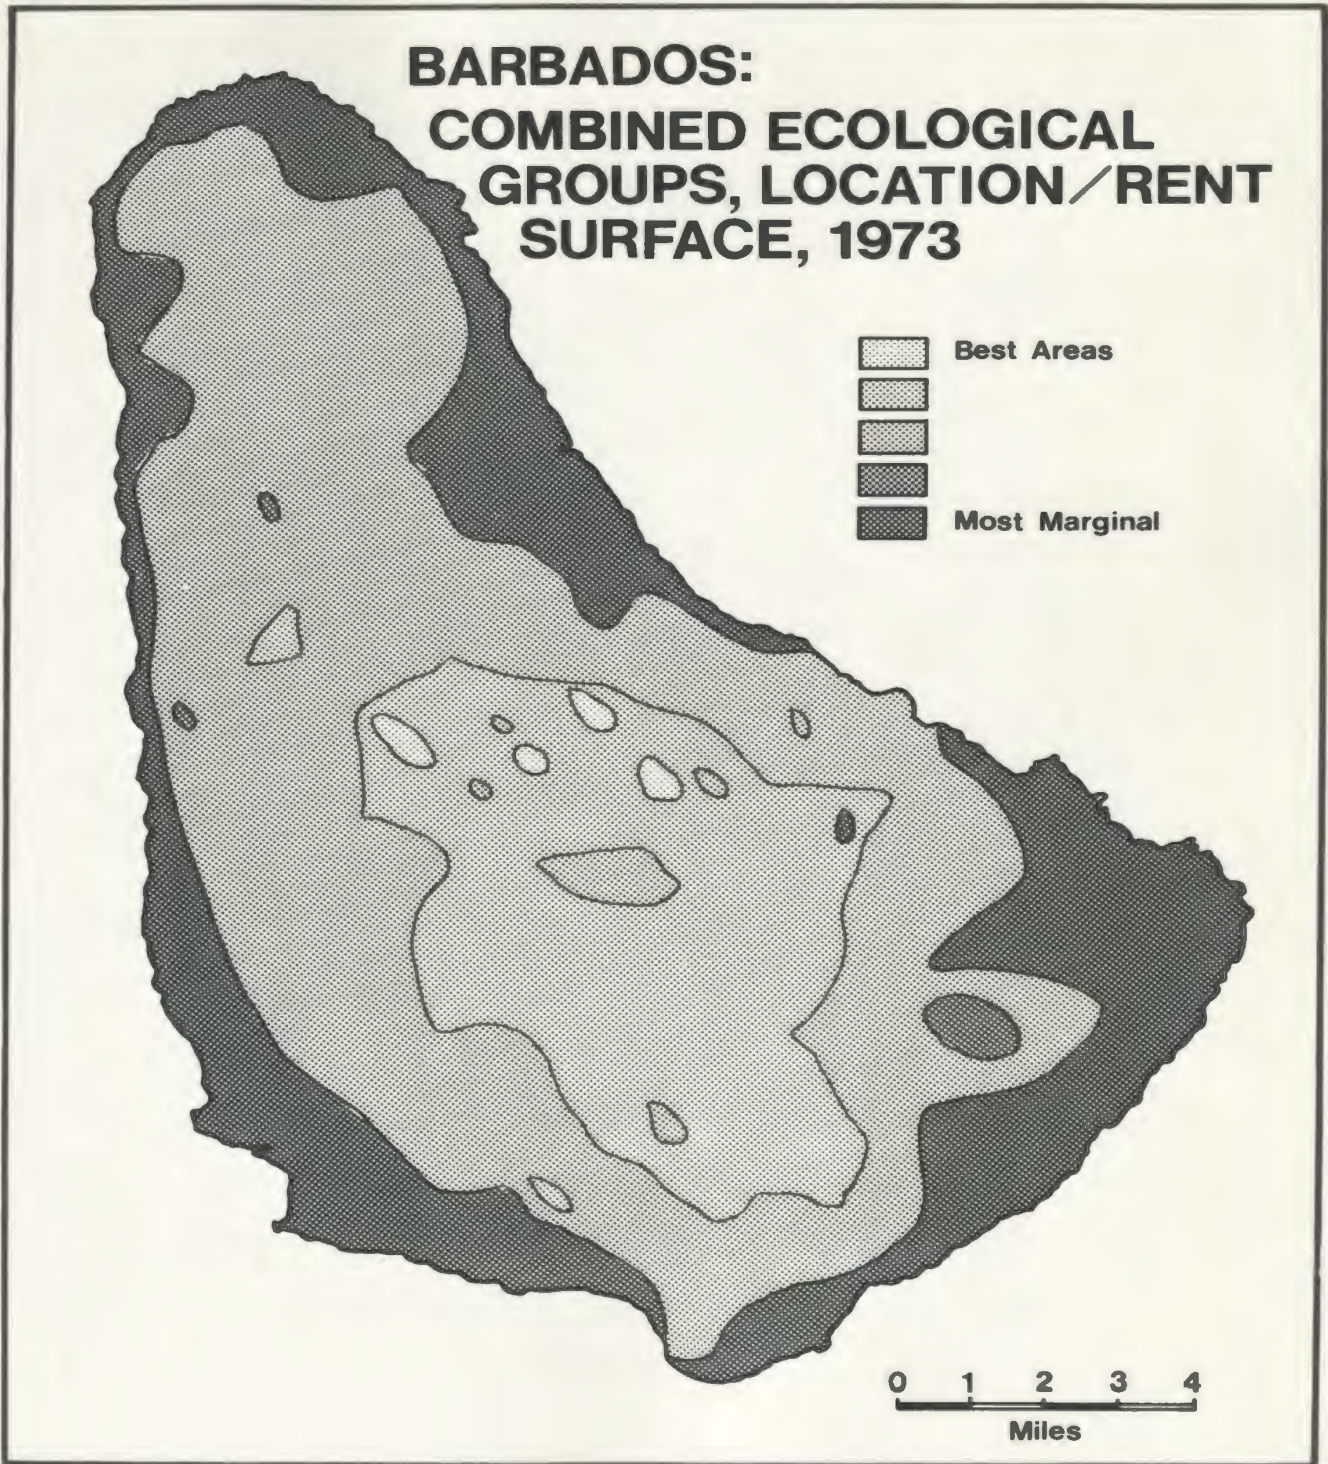 BARBADOS:
COMBINED ECOLOGICAL
GROUPS, LOCATION/RENT
SURFACE, 1973
Best Areas
Most Marginal
0 1 2 3 4
Miles